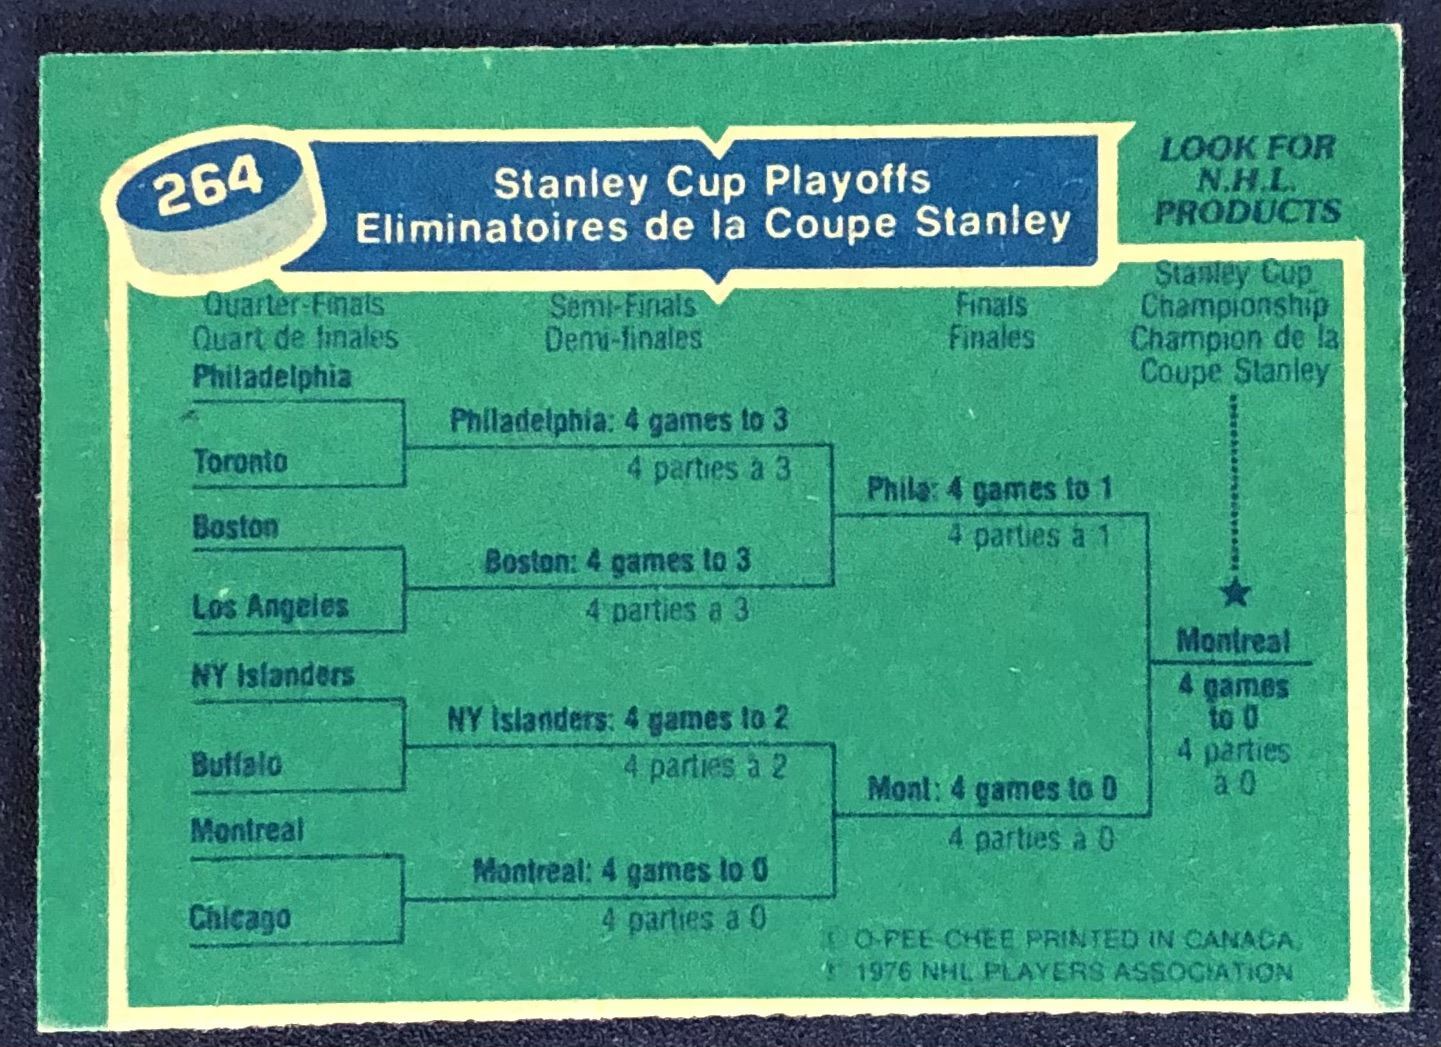 264
Stanley Cup Playoffs
Eliminatoires de la Coupe Stanley
LOOK FOR
N.H.L.
PRODUCTS
Quarter-Finals
Quart de finales
Semi-Finals
Demi-finales
Finals
Finales
Stanley Cup
Championship
Champion de la
Coupe Stanley
Philadelphia
Toronto
Boston
Los Angeles
NY Islanders
Buffalo
Montreal
Chicago
Philadelphia: 4 games to 3
4 parties à 3
Boston: 4 games to 3
4 parties a 3
NY Islanders: 4 games to 2
4 parties à 2
Montreal: 4 games to 0
4 parties a 0
Phila: 4 games to 1
4 parties à 1
Mont: 4 games to 0
4 parties à 0
Montreal
4 games
to 0
4 parties
à 0
O-PEE-CHEE PRINTED IN CANADA
1976 NHL PLAYERS ASSOCIATION